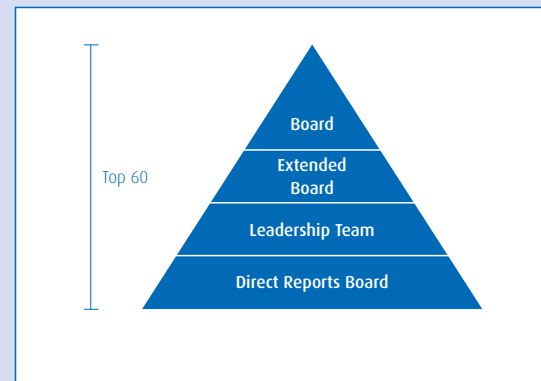 Board
Extended
Board
Top 60
Leadership Team
Direct Reports Board